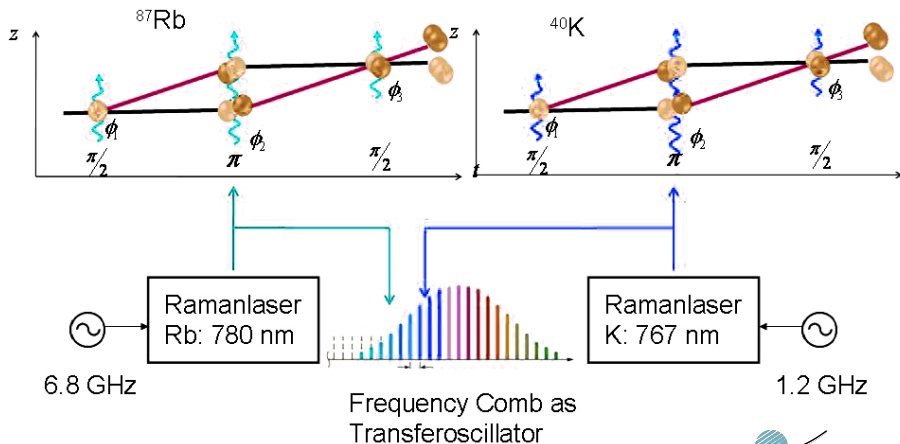 ⁸⁷Rb
⁴⁰K
z
z
ϕ₁
ϕ₂
ϕ₃
π/2
π
π/2
t
ϕ₁
ϕ₂
ϕ₃
π/2
π
π/2
Ramanlaser
Rb: 780 nm
Ramanlaser
K: 767 nm
6.8 GHz
1.2 GHz
Frequency Comb as
Transferoscillator